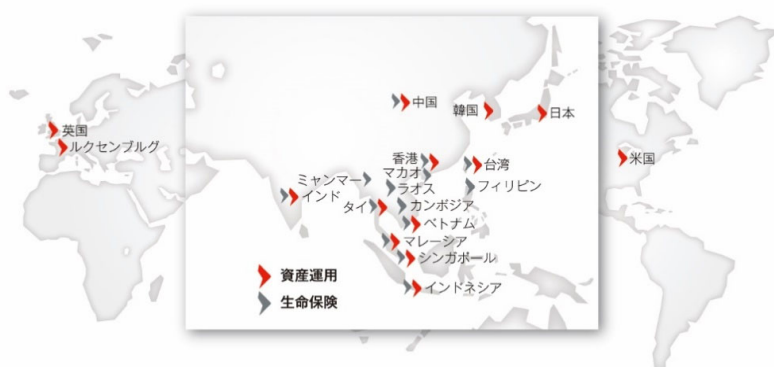 中国
韓国
日本
英国
ルクセンブルグ
香港
マカオ
台湾
米国
ミャンマー
ラオス
フィリピン
インド
タイ
カンボジア
ベトナム
マレーシア
シンガポール
インドネシア
資産運用
生命保険